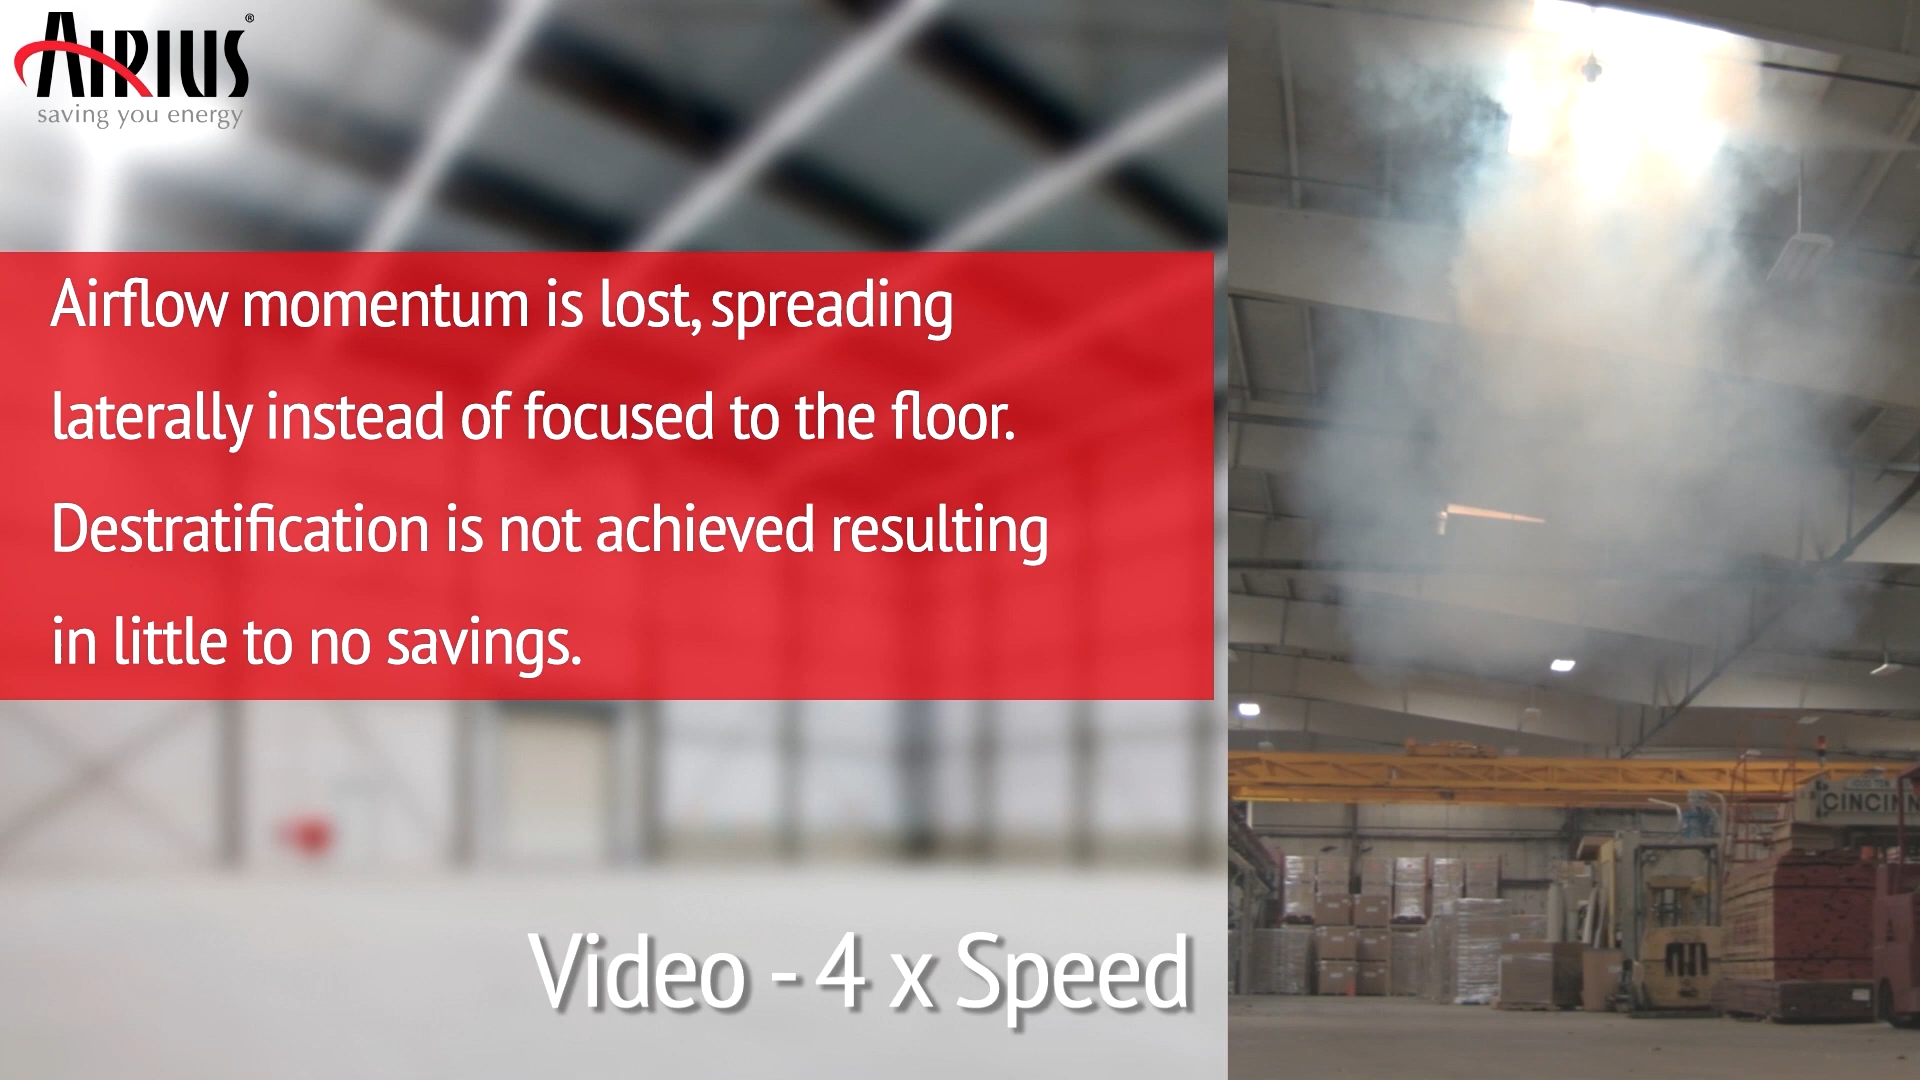 AIRIUS®
saving you energy
Airflow momentum is lost, spreading
laterally instead of focused to the floor.
Destratification is not achieved resulting
in little to no savings.
Video - 4 x Speed
CINCINN